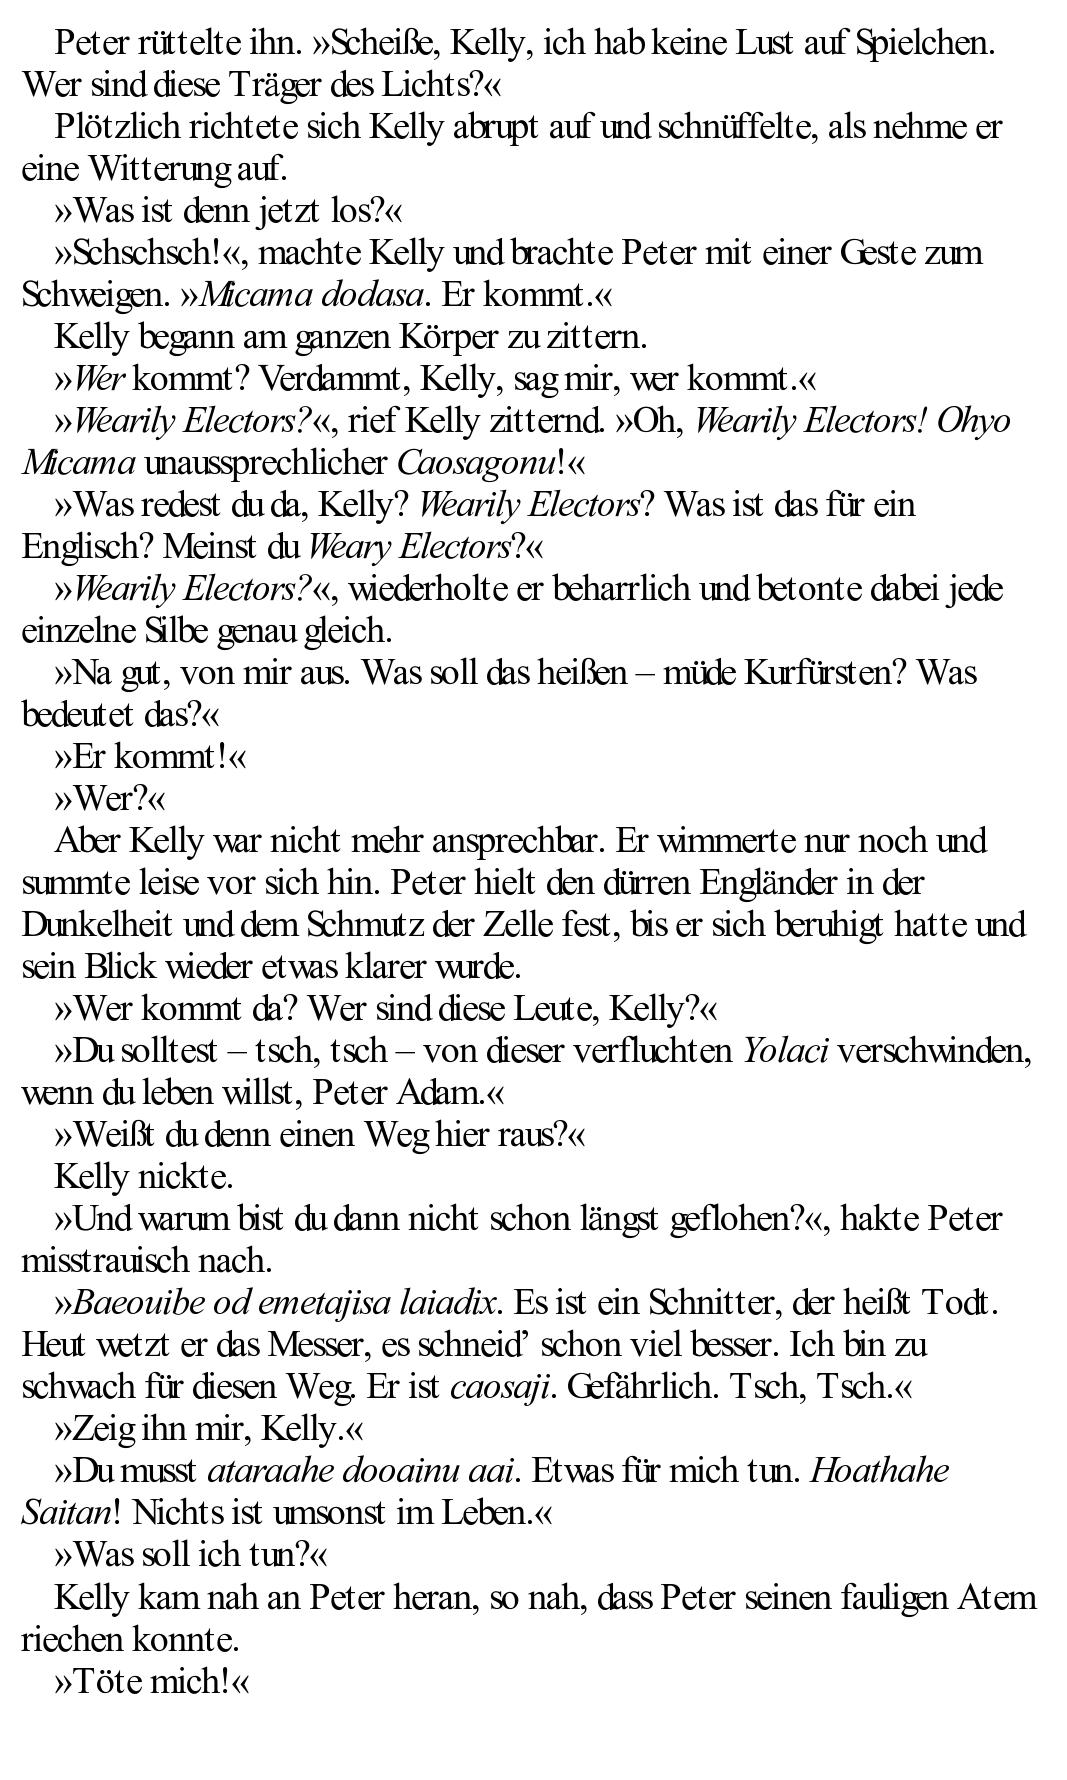 Peter rüttelte ihn. »Scheiße, Kelly, ich hab keine Lust auf Spielchen.
Wer sind diese Träger des Lichts?«
Plötzlich richtete sich Kelly abrupt auf und schnüffelte, als nehme er
eine Witterung auf.
»Was ist denn jetzt los?«
»Schschsch!«, machte Kelly und brachte Peter mit einer Geste zum
Schweigen. »Micama dodasa. Er kommt.«
Kelly begann am ganzen Körper zu zittern.
»Wer kommt? Verdammt, Kelly, sag mir, wer kommt.«
»Wearily Electors?«, rief Kelly zitternd. »Oh, Wearily Electors! Ohyo
Micama unaussprechlicher Caosagonu!«
»Was redest du da, Kelly? Wearily Electors? Was ist das für ein
Englisch? Meinst du Weary Electors?«
»Wearily Electors?«, wiederholte er beharrlich und betonte dabei jede
einzelne Silbe genau gleich.
»Na gut, von mir aus. Was soll das heißen – müde Kurfürsten? Was
bedeutet das?«
»Er kommt!«
»Wer?«
Aber Kelly war nicht mehr ansprechbar. Er wimmerte nur noch und
summte leise vor sich hin. Peter hielt den dürren Engländer in der
Dunkelheit und dem Schmutz der Zelle fest, bis er sich beruhigt hatte und
sein Blick wieder etwas klarer wurde.
»Wer kommt da? Wer sind diese Leute, Kelly?«
»Du solltest – tsch, tsch – von dieser verfluchten Yolaci verschwinden,
wenn du leben willst, Peter Adam.«
»Weißt du denn einen Weg hier raus?«
Kelly nickte.
»Und warum bist du dann nicht schon längst geflohen?«, hakte Peter
misstrauisch nach.
»Baeouibe od emetajisa laiadix. Es ist ein Schnitter, der heißt Todt.
Heut wetzt er das Messer, es schneid’ schon viel besser. Ich bin zu
schwach für diesen Weg. Er ist caosaji. Gefährlich. Tsch, Tsch.«
»Zeig ihn mir, Kelly.«
»Du musst ataraahe dooainu aai. Etwas für mich tun. Hoathahe
Saitan! Nichts ist umsonst im Leben.«
»Was soll ich tun?«
Kelly kam nah an Peter heran, so nah, dass Peter seinen fauligen Atem
riechen konnte.
»Töte mich!«